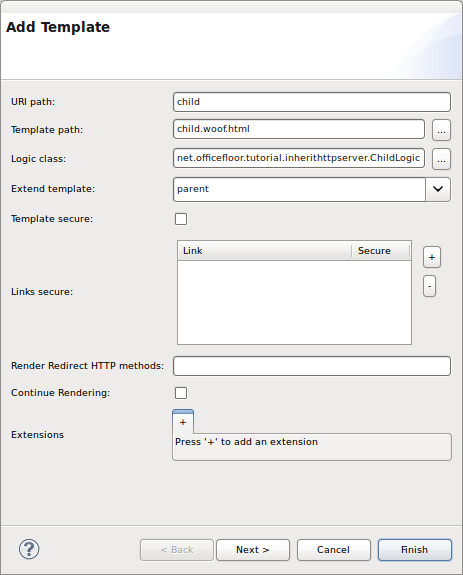 Add Template
URI path: child
Template path: child.woof.html ...
Logic class: net.officefloor.tutorial.inherithttpserver.ChildLogic ...
Extend template: parent
Template secure:
Link Secure
+
Links secure:
-
Render Redirect HTTP methods:
Continue Rendering:
+
Extensions
Press '+' to add an extension
? < Back Next > Cancel Finish